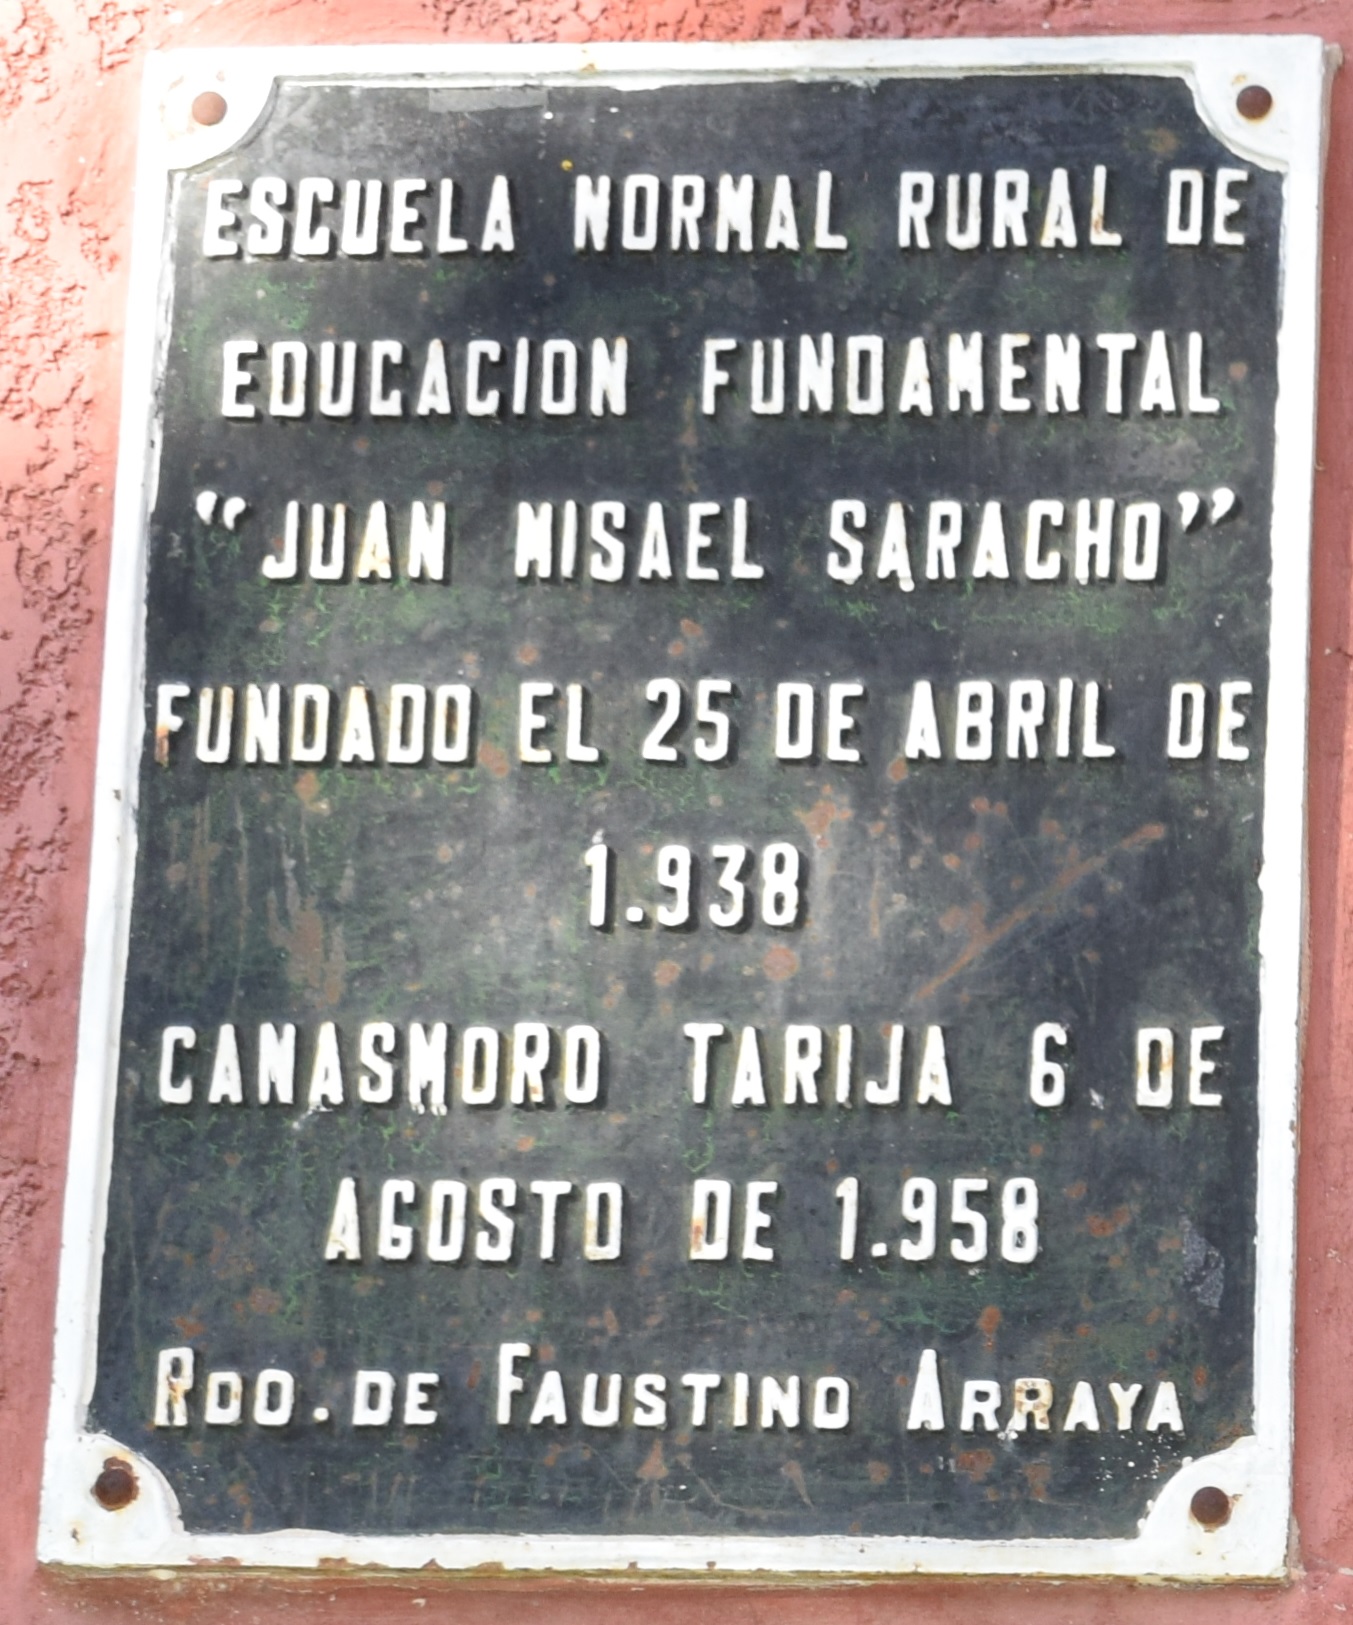 ESCUELA NORMAL RURAL DE
EDUCACION FUNDAMENTAL
“JUAN MISAEL SARACHO”
FUNDADO EL 25 DE ABRIL DE
1.938
CANASMORO TARIJA 6 DE
AGOSTO DE 1.958
RDO. DE FAUSTINO ARRAYA